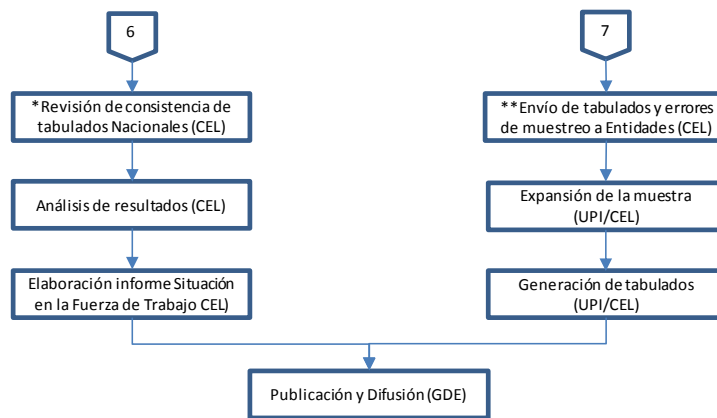 6
*Revisión de consistencia de
tabulados Nacionales (CEL)
Análisis de resultados (CEL)
Elaboración informe Situación
en la Fuerza de Trabajo CEL)
7
**Envío de tabulados y errores
de muestreo a Entidades (CEL)
Expansión de la muestra
(UPI/CEL)
Generación de tabulados
(UPI/CEL)
Publicación y Difusión (GDE)